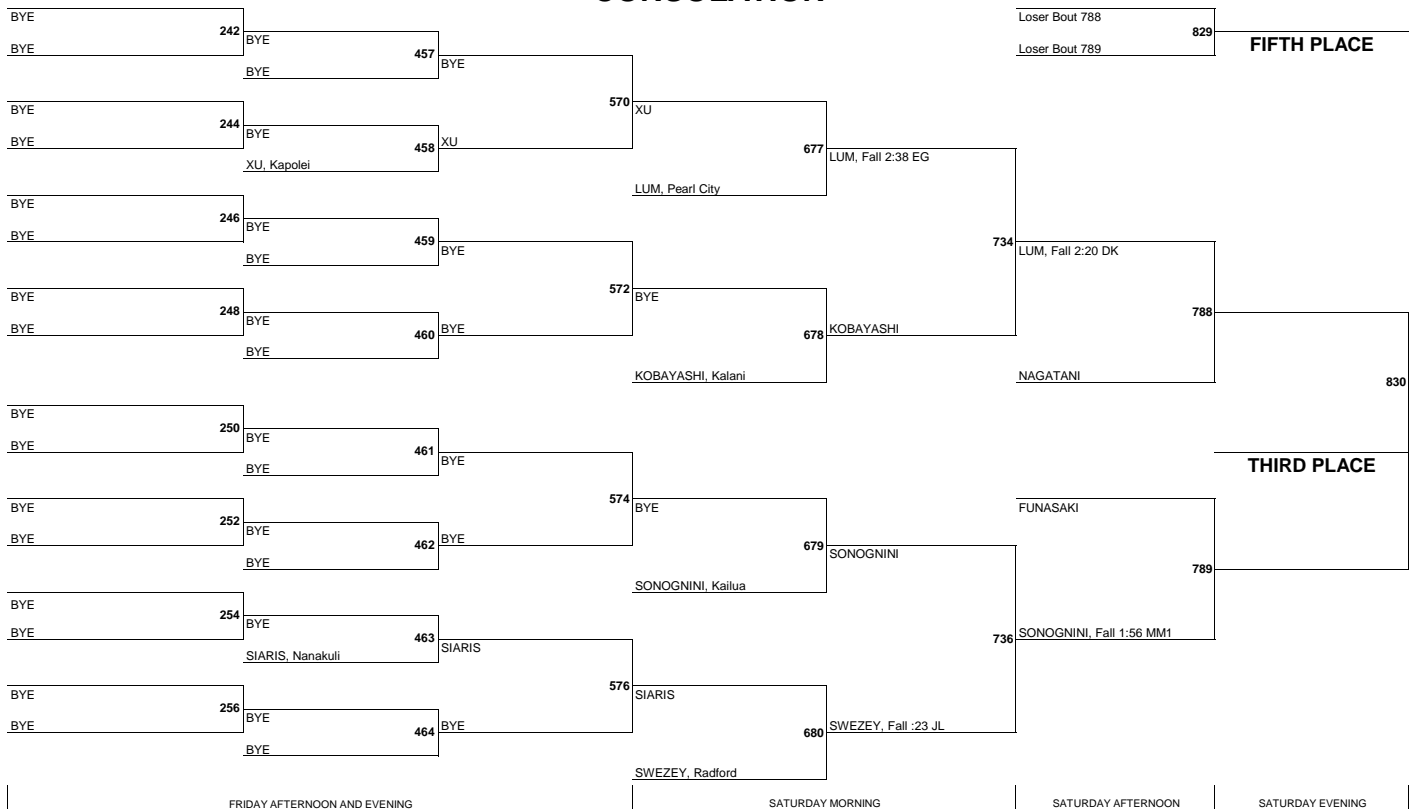 CONSOLATION
BYE
Loser Bout 788
242
829
BYE
BYE
BYE
457
BYE
Loser Bout 789
FIFTH PLACE
BYE
BYE
570
XU
244
BYE
BYE
458
XU
677
LUM, Fall 2:38 EG
XU, Kapolei
LUM, Pearl City
BYE
246
BYE
BYE
459
BYE
734
LUM, Fall 2:20 DK
BYE
BYE
572
BYE
248
788
BYE
BYE
460
BYE
678
KOBAYASHI
BYE
KOBAYASHI, Kalani
NAGATANI
830
BYE
250
BYE
BYE
461
BYE
BYE
THIRD PLACE
BYE
574
BYE
FUNASAKI
252
BYE
BYE
462
BYE
679
SONOGNINI
BYE
789
SONOGNINI, Kailua
BYE
254
BYE
BYE
463
SIARIS
736
SONOGNINI, Fall 1:56 MM1
SIARIS, Nanakuli
BYE
576
SIARIS
256
BYE
BYE
464
BYE
680
SWEZEY, Fall :23 JL
BYE
SWEZEY, Radford
FRIDAY AFTERNOON AND EVENING
SATURDAY MORNING
SATURDAY AFTERNOON
SATURDAY EVENING